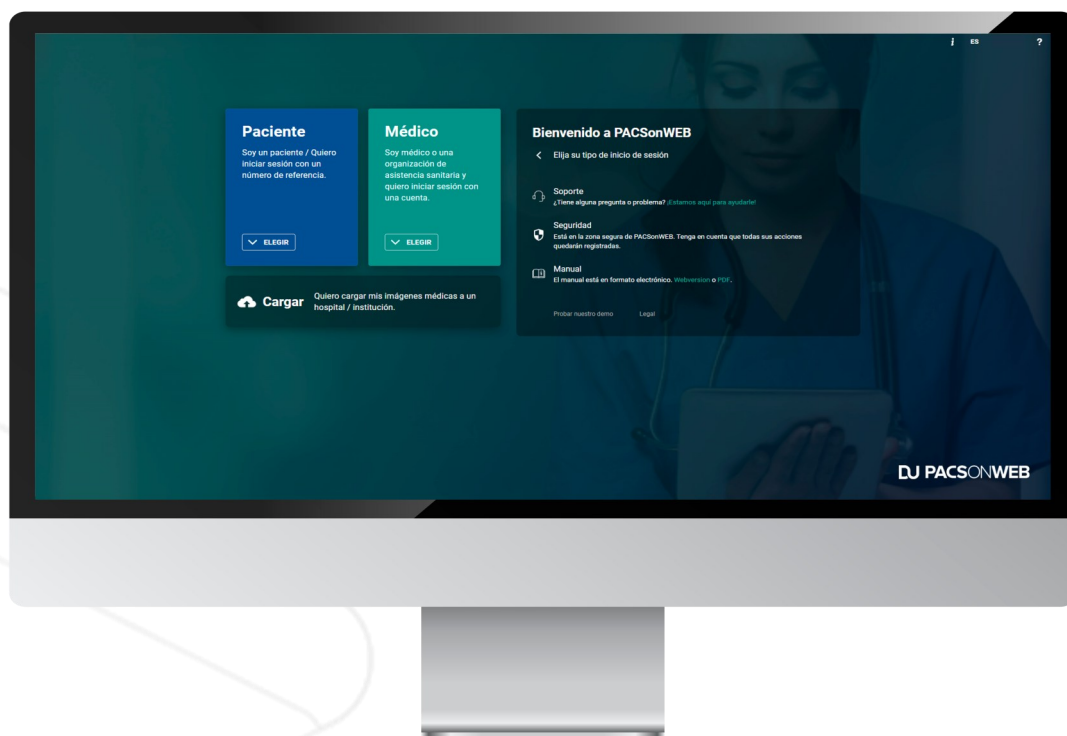 i ES ?
Paciente
Soy un paciente / Quiero
iniciar sesión con un
número de referencia.
ELEGIR
Médico
Soy médico o una
organización de
asistencia sanitaria y
quiero iniciar sesión con
una cuenta.
ELEGIR
Cargar
Quiero cargar mis imágenes médicas a un
hospital / institución.
Bienvenido a PACSonWEB
Elija su tipo de inicio de sesión
Soporte
¿Tiene alguna pregunta o problema? ¡Estamos aquí para ayudarle!
Seguridad
Está en la zona segura de PACSonWEB. Tenga en cuenta que todas sus acciones
quedarán registradas.
Manual
El manual está en formato electrónico. Webversion o PDF.
Probar nuestro demo Legal
DJ PACSONWEB